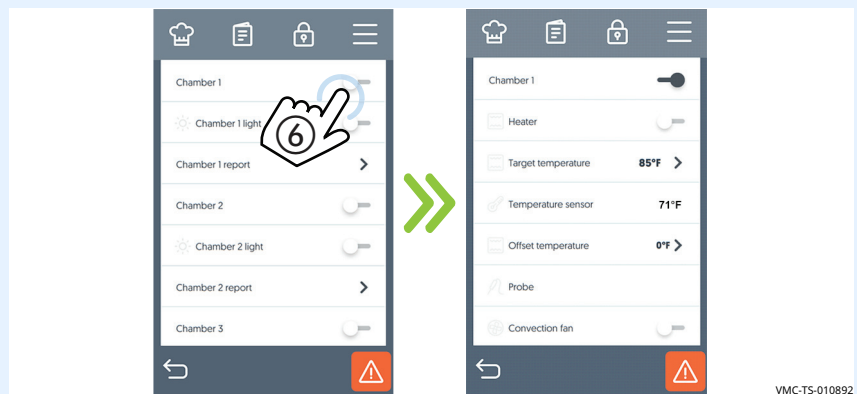 Chamber 1
Chamber 1 light
6
Chamber 1 report
Chamber 2
Chamber 2 light
Chamber 2 report
Chamber 3
Chamber 1
Heater
Target temperature 85°F
Temperature sensor 71°F
Offset temperature 0°F
Probe
Convection fan
VMC-TS-010892